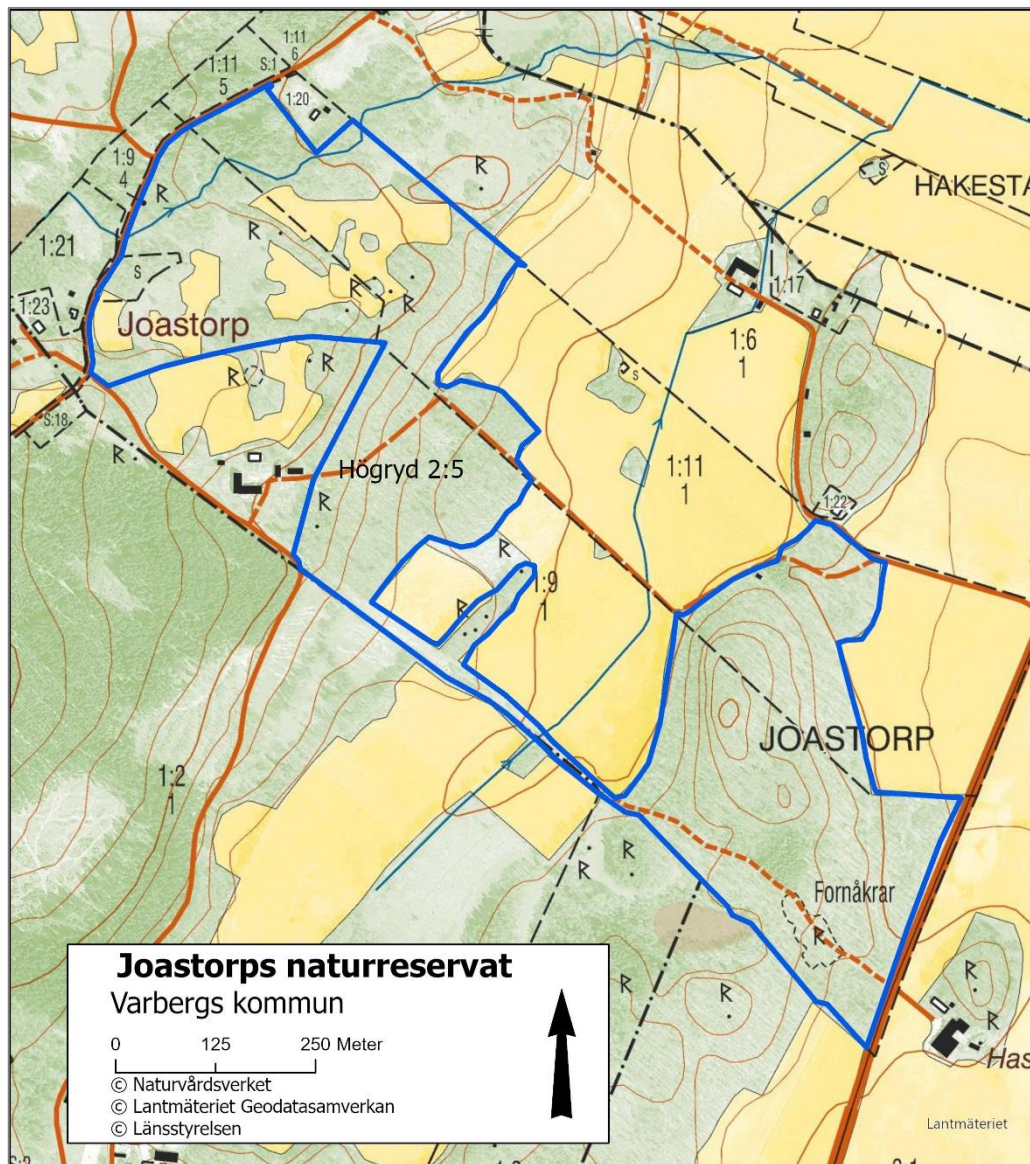 1:11
6
S:1
1:11
5
1:20
1:9
4
R
1:21
S
HAKESTA
R
R
R
1:17
1:23
S
Joastorp
R
R
1:6
1
S
S:18
R
Högryd 2:5
1:11
1
R
1:22
R
1:9
1
R
JOASTORP
1:2
1
R
R
Fornåkrar
R
R
R
R
R
Has
Joastorps naturreservat
Varbergs kommun
0 125 250 Meter
© Naturvårdsverket
© Lantmäteriet Geodatasamverkan
© Länsstyrelsen
Lantmäteriet